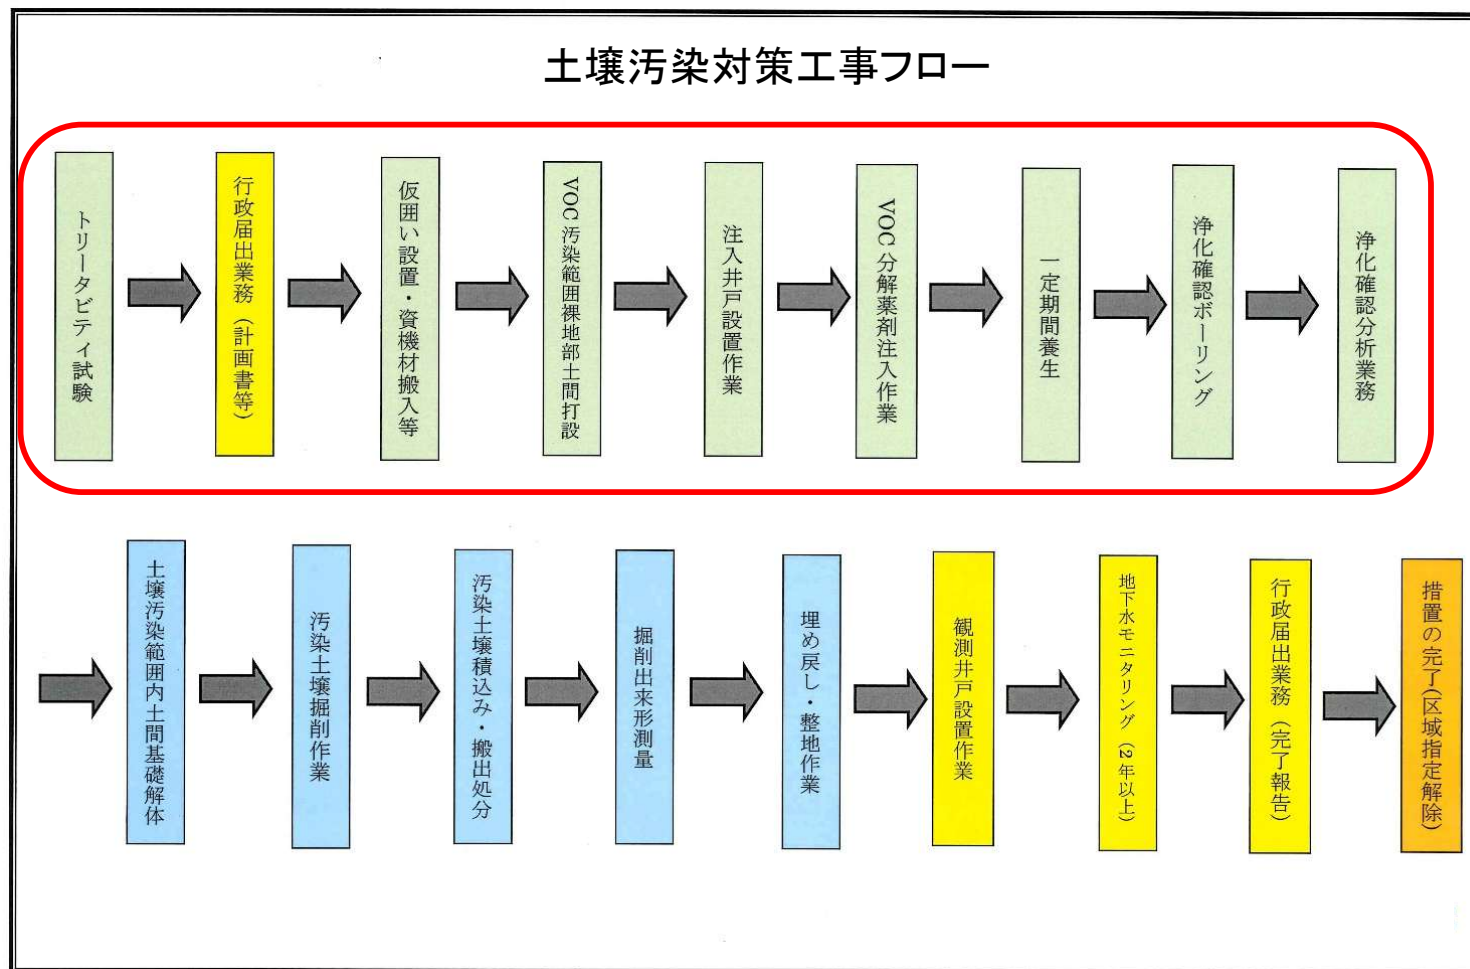 土壌汚染対策工事フロー
トリータビティ試験
行政届出業務（計画書等）
仮囲い設置・資機材搬入等
VOC汚染範囲裸地部土間打設
注入井戸設置作業
VOC分解薬剤注入作業
一定期間養生
浄化確認ボーリング
浄化確認分析業務
土壌汚染範囲内土間基礎解体
汚染土壌掘削作業
汚染土壌積込み・搬出処分
掘削出来形測量
埋め戻し・整地作業
観測井戸設置作業
地下水モニタリング（2年以上）
行政届出業務（完了報告）
措置の完了(区域指定解除)